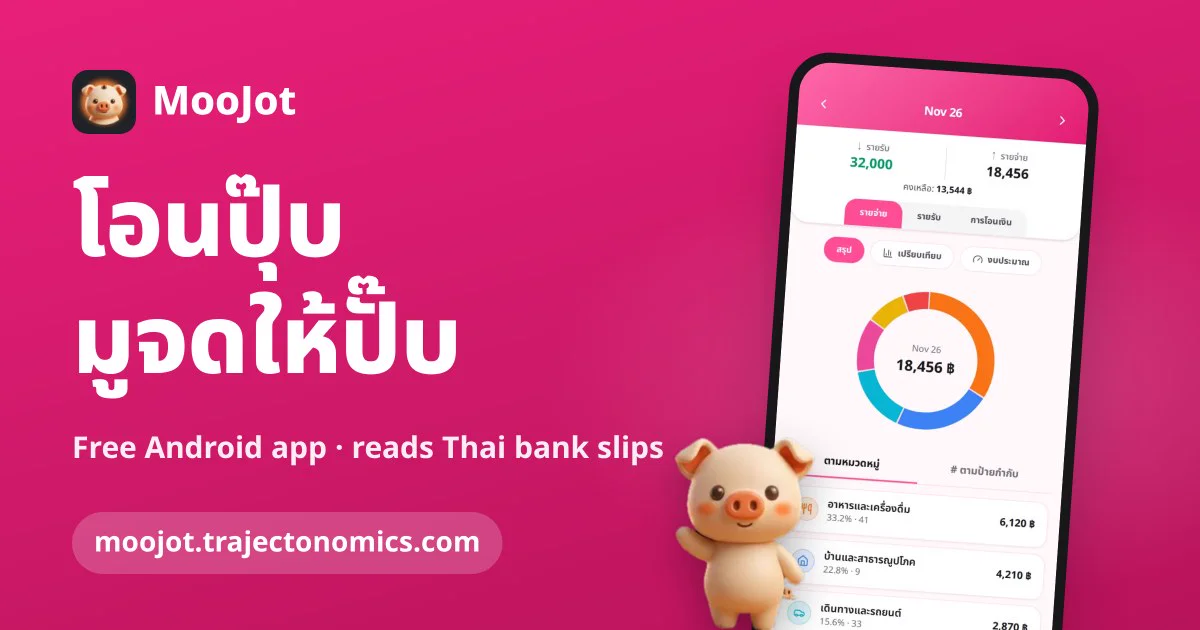 MooJot
โอนปุ๊บ
มูจดให้ปั๊บ
Free Android app · reads Thai bank slips
moojot.trajectonomics.com
Nov 26
↓ รายรับ
32,000
↑ รายจ่าย
18,456
คงเหลือ: 13,544 ฿
รายจ่าย
รายรับ
การโอนเงิน
สรุป
เปรียบเทียบ
งบประมาณ
Nov 26
18,456 ฿
ตามหมวดหมู่
# ตามป้ายกำกับ
อาหารและเครื่องดื่ม
33.2% · 41
6,120 ฿
บ้านและสาธารณูปโภค
22.8% · 9
4,210 ฿
เดินทางและรถยนต์
15.6% · 33
2,870 ฿